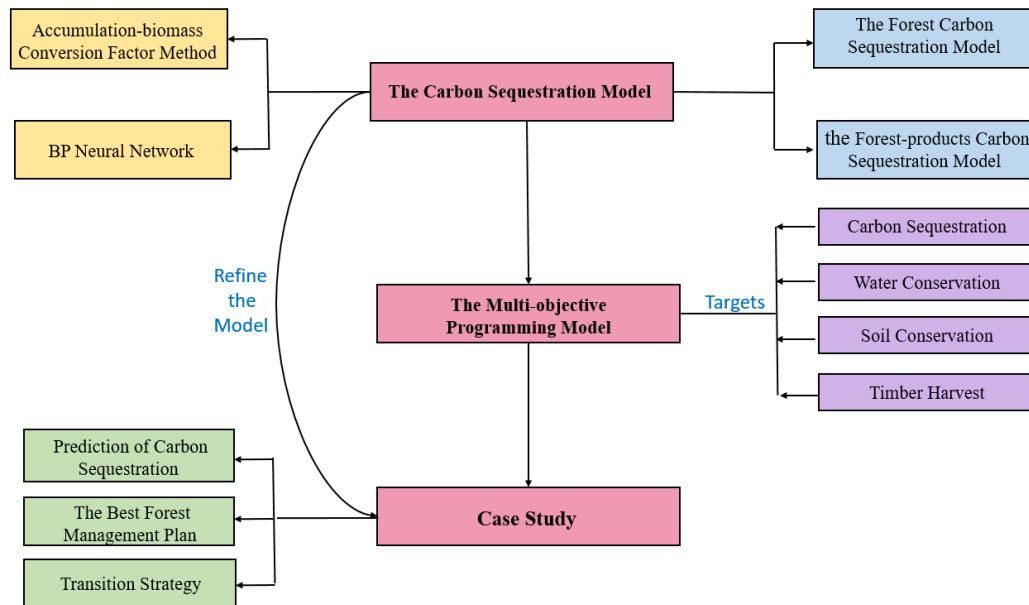 Accumulation-biomass
Conversion Factor Method
BP Neural Network
The Carbon Sequestration Model
The Forest Carbon
Sequestration Model
the Forest-products Carbon
Sequestration Model
Refine
the
Model
The Multi-objective
Programming Model
Targets
Carbon Sequestration
Water Conservation
Soil Conservation
Timber Harvest
Prediction of Carbon
Sequestration
The Best Forest
Management Plan
Transition Strategy
Case Study